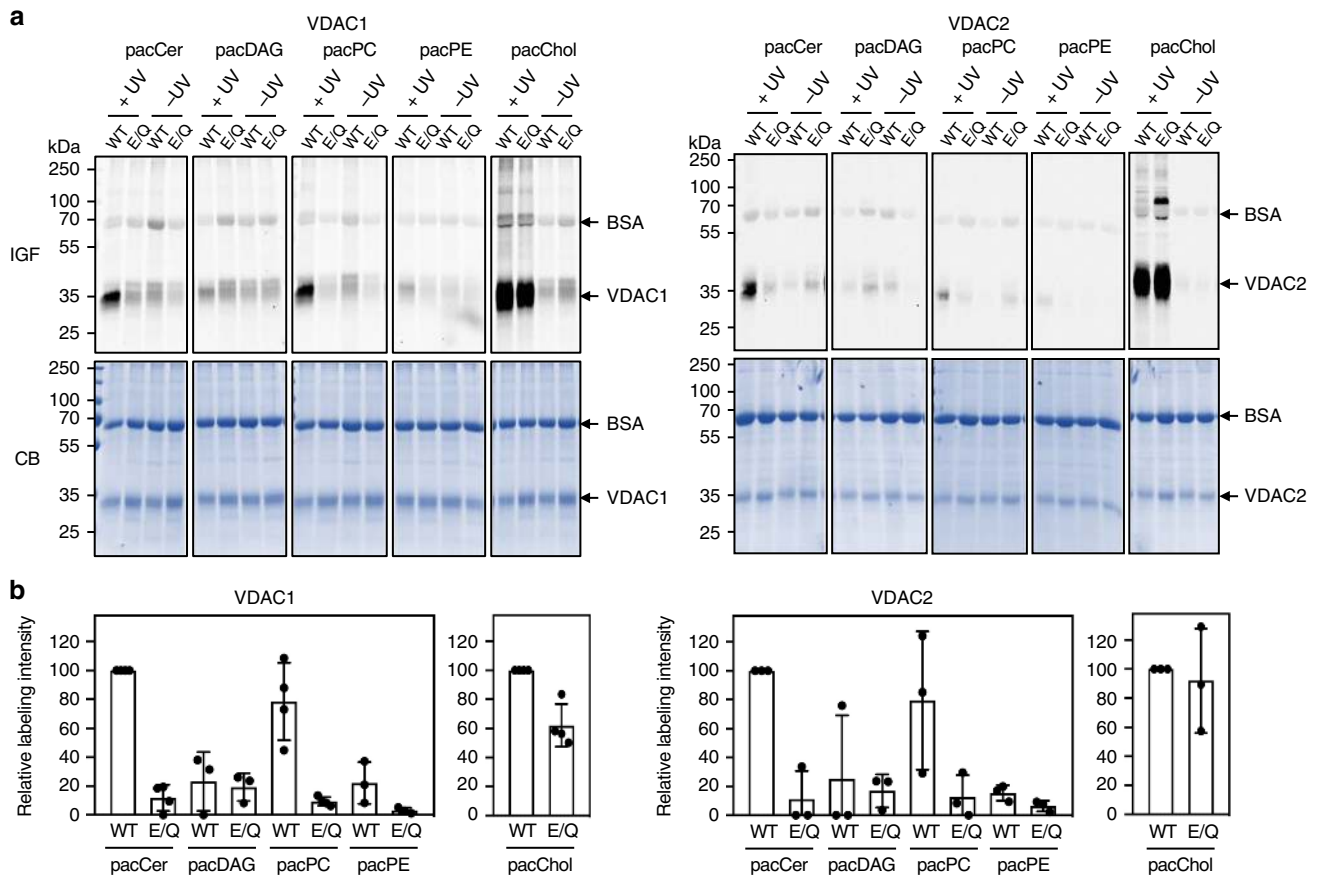 a
VDAC1
pacCer pacDAG pacPC pacPE pacChol
+ UV –UV + UV –UV + UV –UV + UV –UV + UV –UV
WT E/Q WT E/Q WT E/Q WT E/Q WT E/Q WT E/Q WT E/Q WT E/Q WT E/Q WT E/Q
kDa
250
100
70
55
35
25
IGF
BSA
VDAC1
250
100
70
55
35
25
CB
BSA
VDAC1
VDAC2
pacCer pacDAG pacPC pacPE pacChol
+ UV –UV + UV –UV + UV –UV + UV –UV + UV –UV
WT E/Q WT E/Q WT E/Q WT E/Q WT E/Q WT E/Q WT E/Q WT E/Q WT E/Q WT E/Q
kDa
250
100
70
55
35
25
BSA
VDAC2
250
100
70
55
35
25
BSA
VDAC2
b
VDAC1
Relative labeling intensity
120
100
80
60
40
20
0
WT E/Q WT E/Q WT E/Q WT E/Q
pacCer pacDAG pacPC pacPE
120
100
80
60
40
20
0
WT E/Q
pacChol
VDAC2
Relative labeling intensity
120
100
80
60
40
20
0
WT E/Q WT E/Q WT E/Q WT E/Q
pacCer pacDAG pacPC pacPE
120
100
80
60
40
20
0
WT E/Q
pacChol